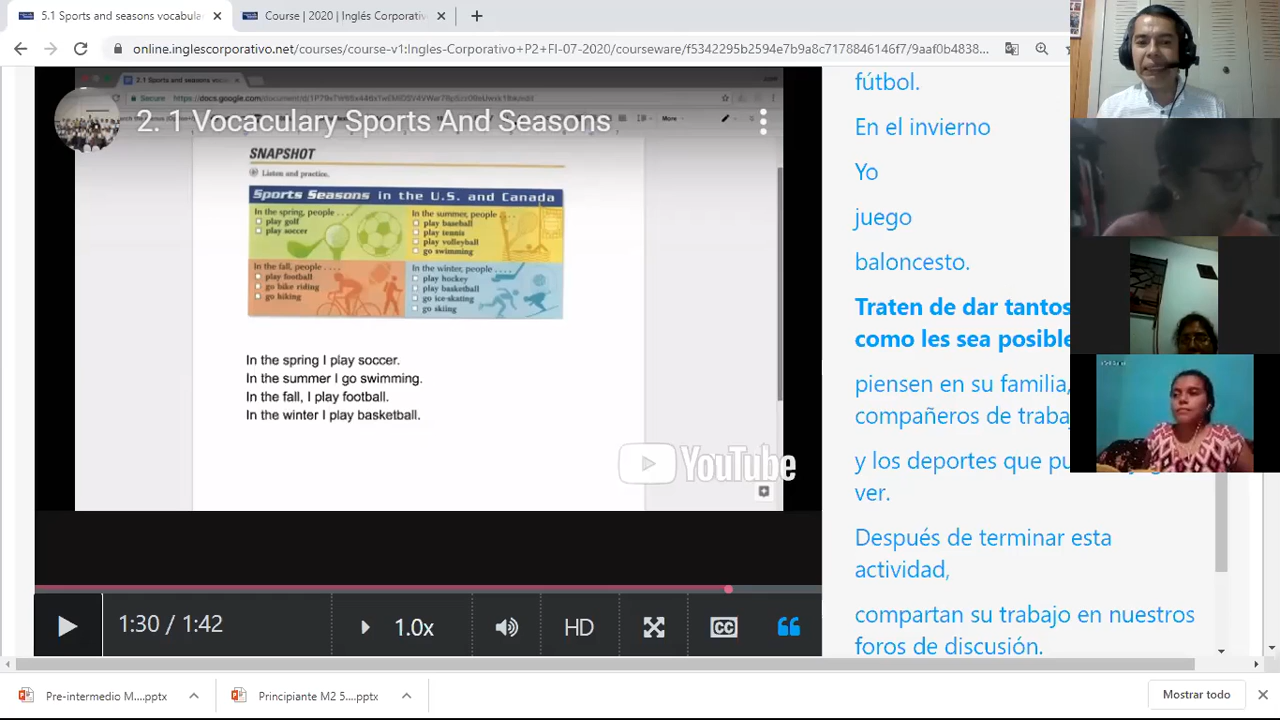 5.1 Sports and seasons vocabular
Course | 2020 | Inglés Corporativ
online.inglescorporativo.net/courses/course-v1:Ingles-Corporativo+P2+FI-07-2020/courseware/f5342295b2594e7b9a8c7178846146f7/9aaf0b4838...
2. 1 Vocaculary Sports And Seasons
More
SNAPSHOT
Listen and practice.
Sports Seasons in the U.S. and Canada
In the spring, people ....
play golf
play soccer
In the summer, people ....
play baseball
play tennis
play volleyball
go swimming
In the fall, people ....
play football
go bike riding
go hiking
In the winter, people ....
play hockey
play basketball
go ice-skating
go skiing
In the spring I play soccer.
In the summer I go swimming.
In the fall, I play football.
In the winter I play basketball.
YouTube
1:30 / 1:42
1.0x
HD
CC
fútbol.
En el invierno
Yo
juego
baloncesto.
Traten de dar tantos
como les sea posible
piensen en su familia,
compañeros de traba
y los deportes que pu
ver.
Después de terminar esta
actividad,
compartan su trabajo en nuestros
foros de discusión.
Pre-intermedio M....pptx
Principiante M2 5....pptx
Mostrar todo